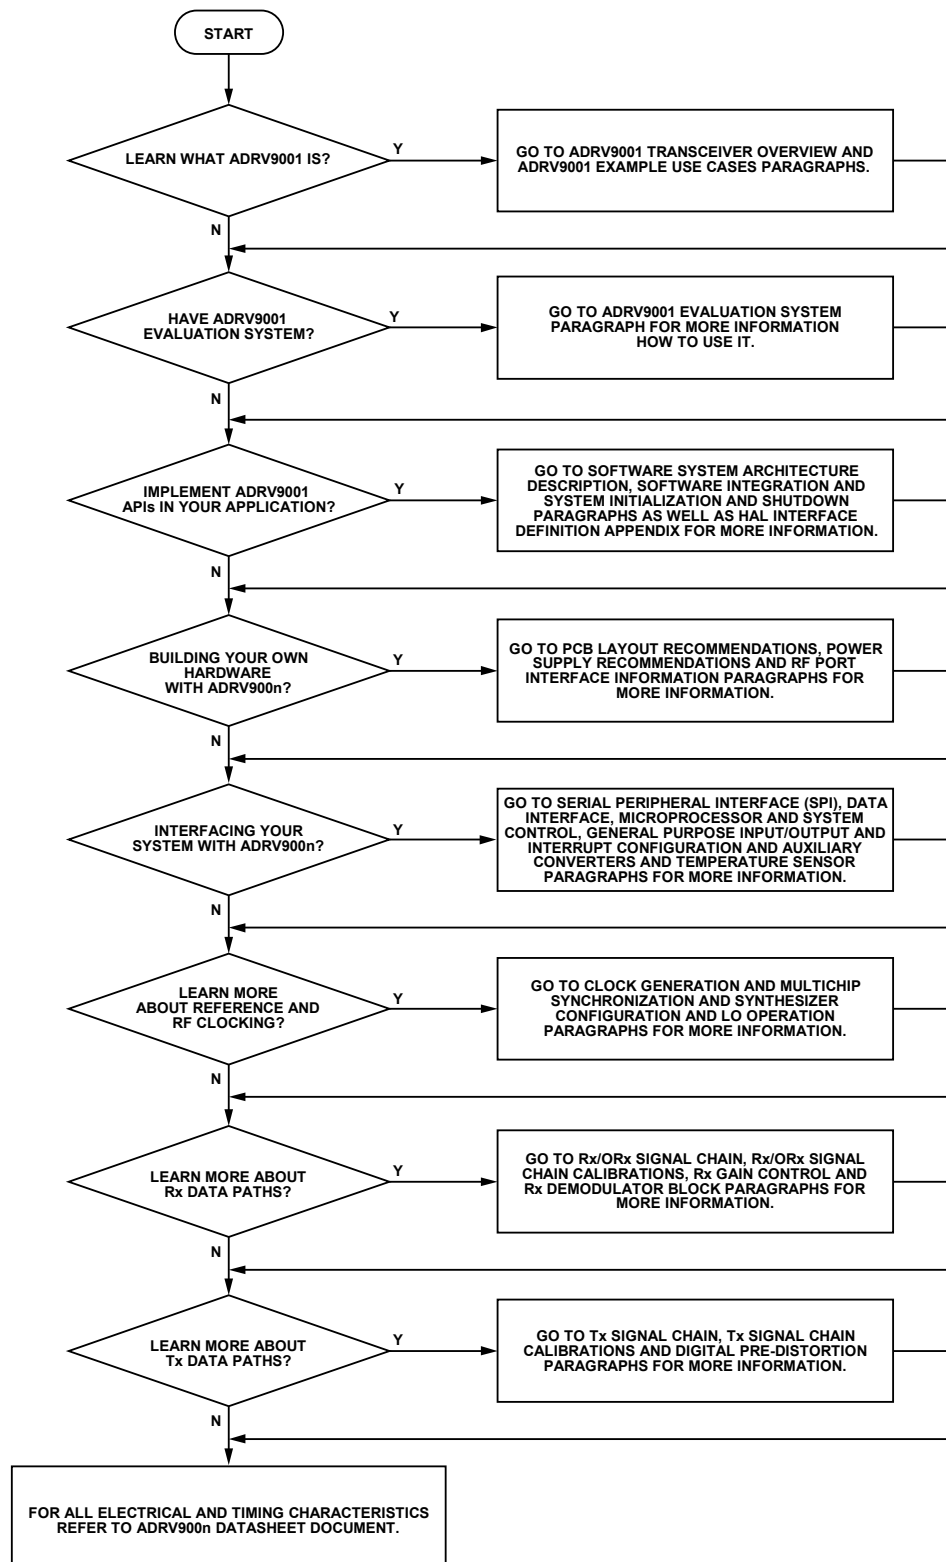 START
LEARN WHAT ADRV9001 IS?
Y
GO TO ADRV9001 TRANSCEIVER OVERVIEW AND
ADRV9001 EXAMPLE USE CASES PARAGRAPHS.
N
HAVE ADRV9001
EVALUATION SYSTEM?
Y
GO TO ADRV9001 EVALUATION SYSTEM
PARAGRAPH FOR MORE INFORMATION
HOW TO USE IT.
N
IMPLEMENT ADRV9001
APIs IN YOUR APPLICATION?
Y
GO TO SOFTWARE SYSTEM ARCHITECTURE
DESCRIPTION, SOFTWARE INTEGRATION AND
SYSTEM INITIALIZATION AND SHUTDOWN
PARAGRAPHS AS WELL AS HAL INTERFACE
DEFINITION APPENDIX FOR MORE INFORMATION.
N
BUILDING YOUR OWN
HARDWARE
WITH ADRV900n?
Y
GO TO PCB LAYOUT RECOMMENDATIONS, POWER
SUPPLY RECOMMENDATIONS AND RF PORT
INTERFACE INFORMATION PARAGRAPHS FOR
MORE INFORMATION.
N
INTERFACING YOUR
SYSTEM WITH ADRV900n?
Y
GO TO SERIAL PERIPHERAL INTERFACE (SPI), DATA
INTERFACE, MICROPROCESSOR AND SYSTEM
CONTROL, GENERAL PURPOSE INPUT/OUTPUT AND
INTERRUPT CONFIGURATION AND AUXILIARY
CONVERTERS AND TEMPERATURE SENSOR
PARAGRAPHS FOR MORE INFORMATION.
N
LEARN MORE
ABOUT REFERENCE AND
RF CLOCKING?
Y
GO TO CLOCK GENERATION AND MULTICHIP
SYNCHRONIZATION AND SYNTHESIZER
CONFIGURATION AND LO OPERATION
PARAGRAPHS FOR MORE INFORMATION.
N
LEARN MORE ABOUT
Rx DATA PATHS?
Y
GO TO Rx/ORx SIGNAL CHAIN, Rx/ORx SIGNAL
CHAIN CALIBRATIONS, Rx GAIN CONTROL AND
Rx DEMODULATOR BLOCK PARAGRAPHS FOR
MORE INFORMATION.
N
LEARN MORE ABOUT
Tx DATA PATHS?
Y
GO TO Tx SIGNAL CHAIN, Tx SIGNAL CHAIN
CALIBRATIONS AND DIGITAL PRE-DISTORTION
PARAGRAPHS FOR MORE INFORMATION.
N
FOR ALL ELECTRICAL AND TIMING CHARACTERISTICS
REFER TO ADRV900n DATASHEET DOCUMENT.